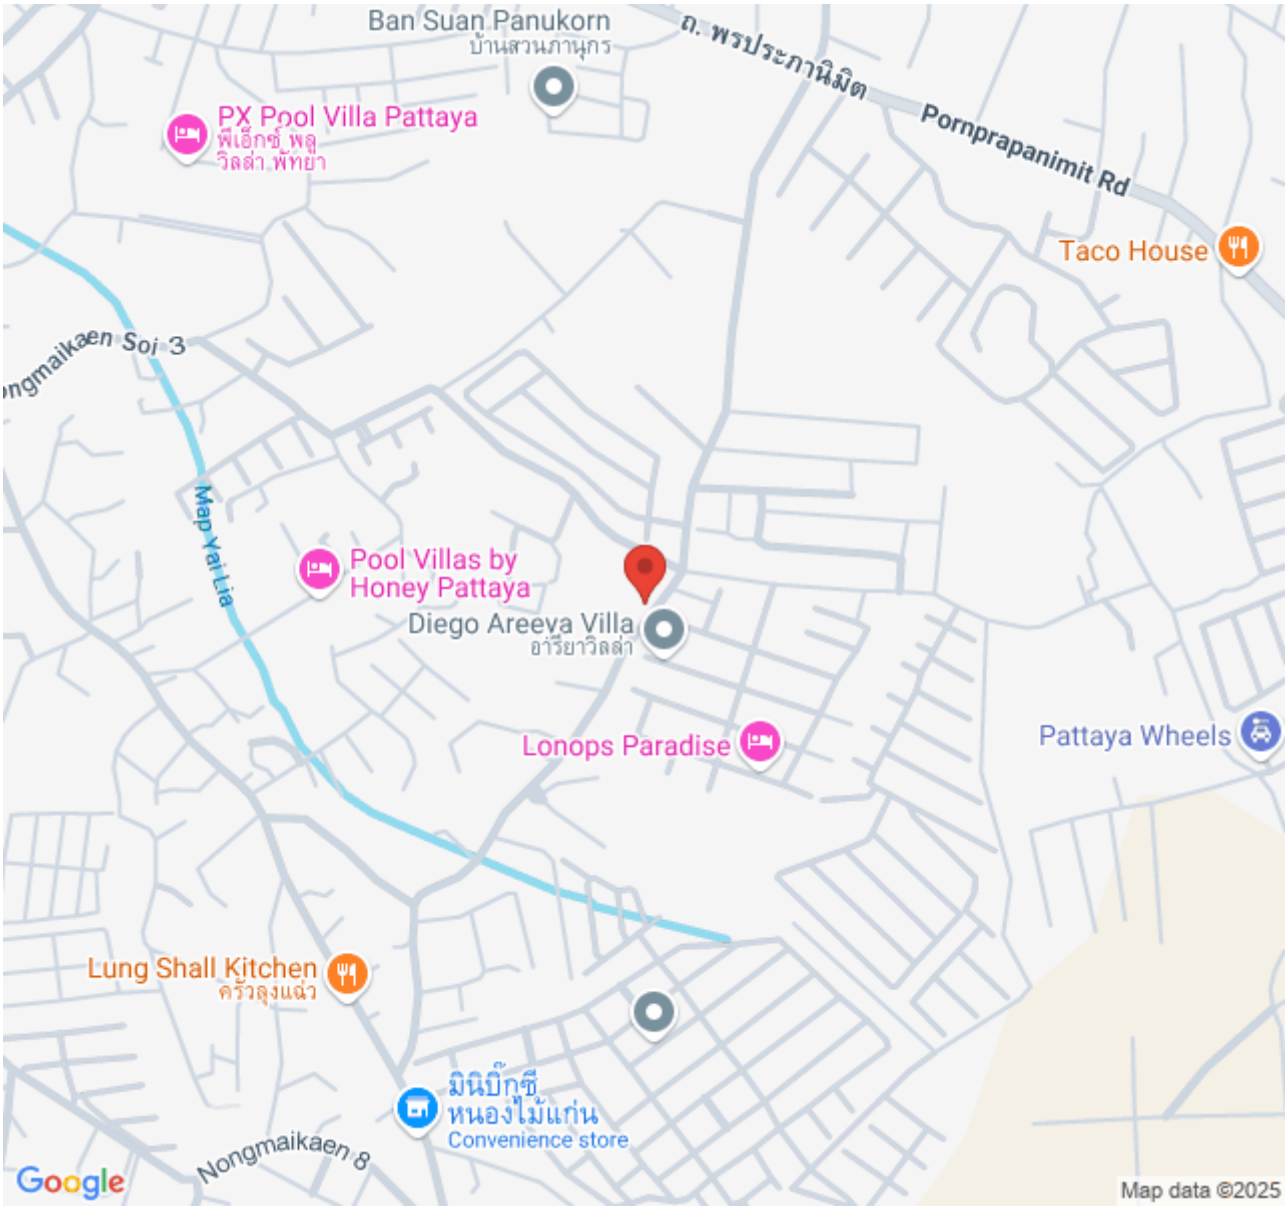 Ban Suan Panukorn
บ้านสวนภานุกร
ถ. พรประภานิมิต
PX Pool Villa Pattaya
พีเอ็กซ์ พลู
วิลล่า พัทยา
Pornprapanimit Rd
Taco House
ongmaikaen Soi 3
Map Yai Lia
Pool Villas by
Honey Pattaya
Diego Areeya Villa
อารียาวิลล่า
Lonops Paradise
Pattaya Wheels
Lung Shall Kitchen
ครัวลุงแฉ่ว
มินิบิ๊กซี
หนองไม้แก่น
Convenience store
Nongmaikaen 8
Google
Map data ©2025